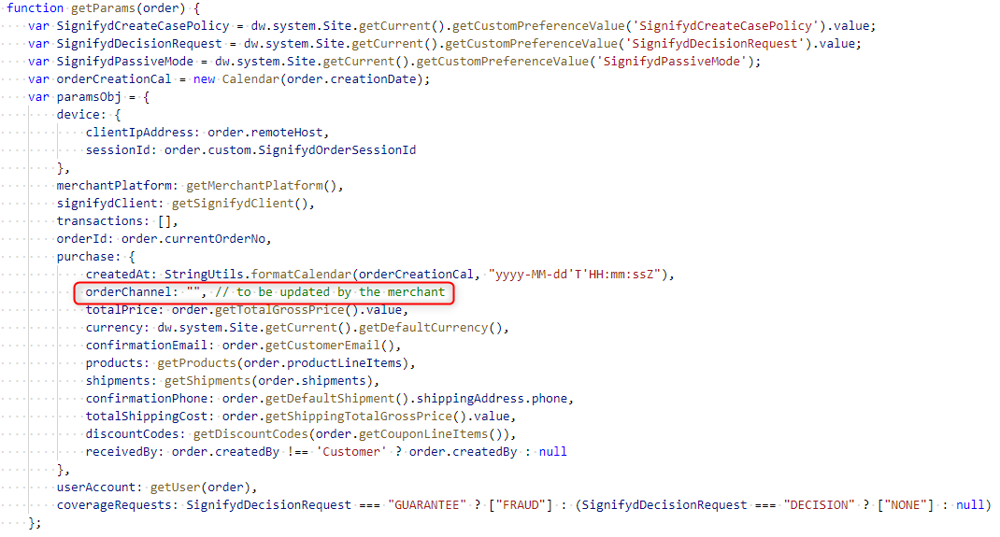 function getParams(order) {
    var SignifydCreateCasePolicy = dw.system.Site.getCurrent().getCustomPreferenceValue('SignifydCreateCasePolicy').value;
    var SignifydDecisionRequest = dw.system.Site.getCurrent().getCustomPreferenceValue('SignifydDecisionRequest').value;
    var SignifydPassiveMode = dw.system.Site.getCurrent().getCustomPreferenceValue('SignifydPassiveMode');
    var orderCreationCal = new Calendar(order.creationDate);
    var paramsObj = {
        device: {
            clientIpAddress: order.remoteHost,
            sessionId: order.custom.SignifydOrderSessionId
        },
        merchantPlatform: getMerchantPlatform(),
        signifydClient: getSignifydClient(),
        transactions: [],
        orderId: order.currentOrderNo,
        purchase: {
            createdAt: StringUtils.formatCalendar(orderCreationCal, "yyyy-MM-dd'T'HH:mm:ssZ"),
            orderChannel: "", // to be updated by the merchant
            totalPrice: order.getTotalGrossPrice().value,
            currency: dw.system.Site.getCurrent().getDefaultCurrency(),
            confirmationEmail: order.getCustomerEmail(),
            products: getProducts(order.productLineItems),
            shipments: getShipments(order.shipments),
            confirmationPhone: order.getDefaultShipment().shippingAddress.phone,
            totalShippingCost: order.getShippingTotalGrossPrice().value,
            discountCodes: getDiscountCodes(order.getCouponLineItems()),
            receivedBy: order.createdBy !== 'Customer' ? order.createdBy : null
        },
        userAccount: getUser(order),
        coverageRequests: SignifydDecisionRequest === "GUARANTEE" ? ["FRAUD"] : (SignifydDecisionRequest === "DECISION" ? ["NONE"] : null)
    };